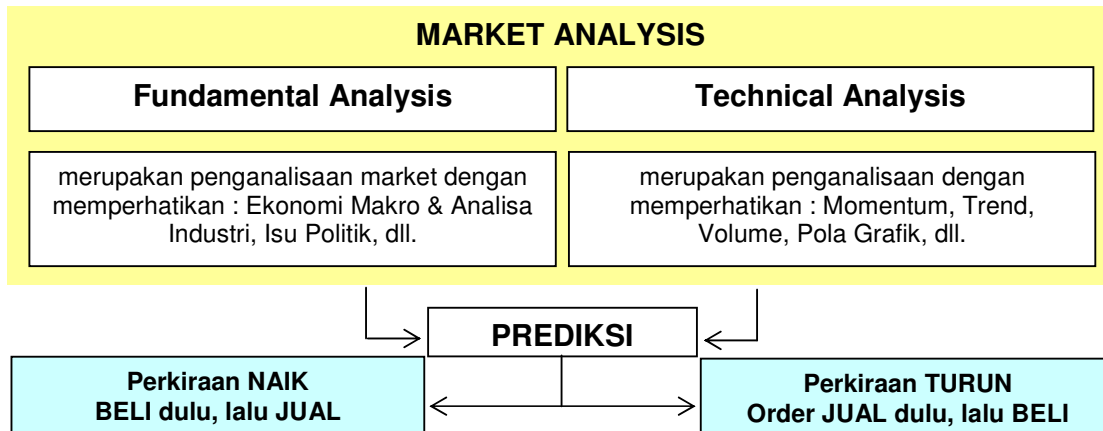 MARKET ANALYSIS
Fundamental Analysis
Technical Analysis
merupakan penganalisaan market dengan
memperhatikan : Ekonomi Makro & Analisa
Industri, Isu Politik, dll.
merupakan penganalisaan dengan
memperhatikan : Momentum, Trend,
Volume, Pola Grafik, dll.
PREDIKSI
Perkiraan NAIK
BELI dulu, lalu JUAL
Perkiraan TURUN
Order JUAL dulu, lalu BELI